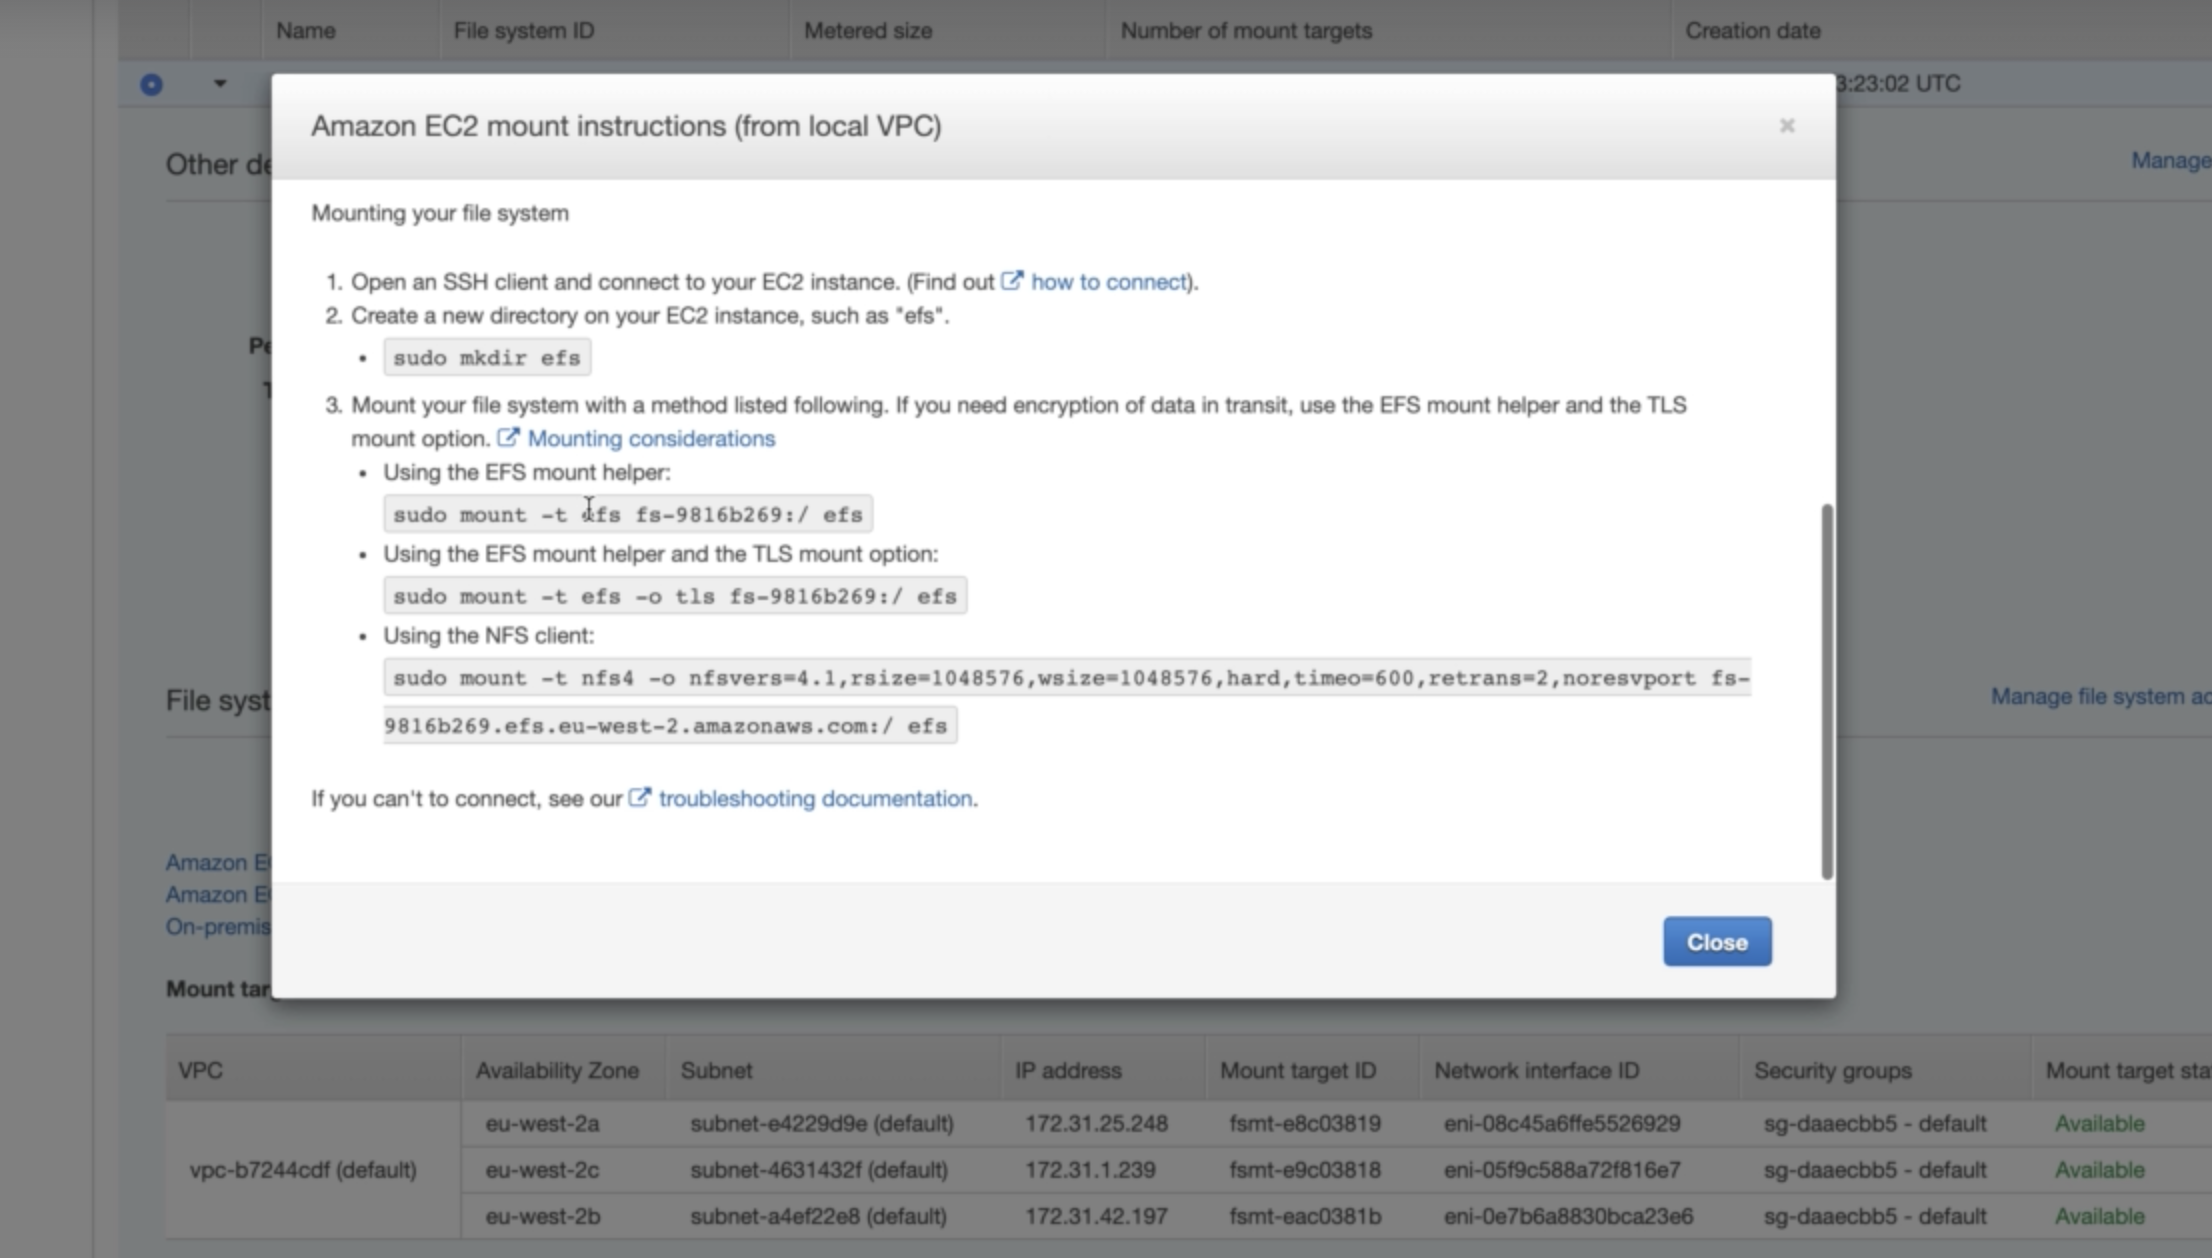 Name File system ID Metered size Number of mount targets Creation date
3:23:02 UTC
Amazon EC2 mount instructions (from local VPC)
Other de
Manage
Mounting your file system
1. Open an SSH client and connect to your EC2 instance. (Find out how to connect).
2. Create a new directory on your EC2 instance, such as "efs".
• sudo mkdir efs
3. Mount your file system with a method listed following. If you need encryption of data in transit, use the EFS mount helper and the TLS
mount option. Mounting considerations
• Using the EFS mount helper:
sudo mount -t efs fs-9816b269:/ efs
• Using the EFS mount helper and the TLS mount option:
sudo mount -t efs -o tls fs-9816b269:/ efs
• Using the NFS client:
sudo mount -t nfs4 -o nfsvers=4.1,rsize=1048576,wsize=1048576,hard,timeo=600,retrans=2,noresvport fs-
9816b269.efs.eu-west-2.amazonaws.com:/ efs
File syst
Manage file system ac
If you can't to connect, see our troubleshooting documentation.
Amazon E
Amazon E
On-premis
Close
Mount tar
VPC Availability Zone Subnet IP address Mount target ID Network interface ID Security groups Mount target sta
eu-west-2a subnet-e4229d9e (default) 172.31.25.248 fsmt-e8c03819 eni-08c45a6ffe5526929 sg-daaecbb5 - default Available
vpc-b7244cdf (default) eu-west-2c subnet-4631432f (default) 172.31.1.239 fsmt-e9c03818 eni-05f9c588a72f816e7 sg-daaecbb5 - default Available
eu-west-2b subnet-a4ef22e8 (default) 172.31.42.197 fsmt-eac0381b eni-0e7b6a8830bca23e6 sg-daaecbb5 - default Available